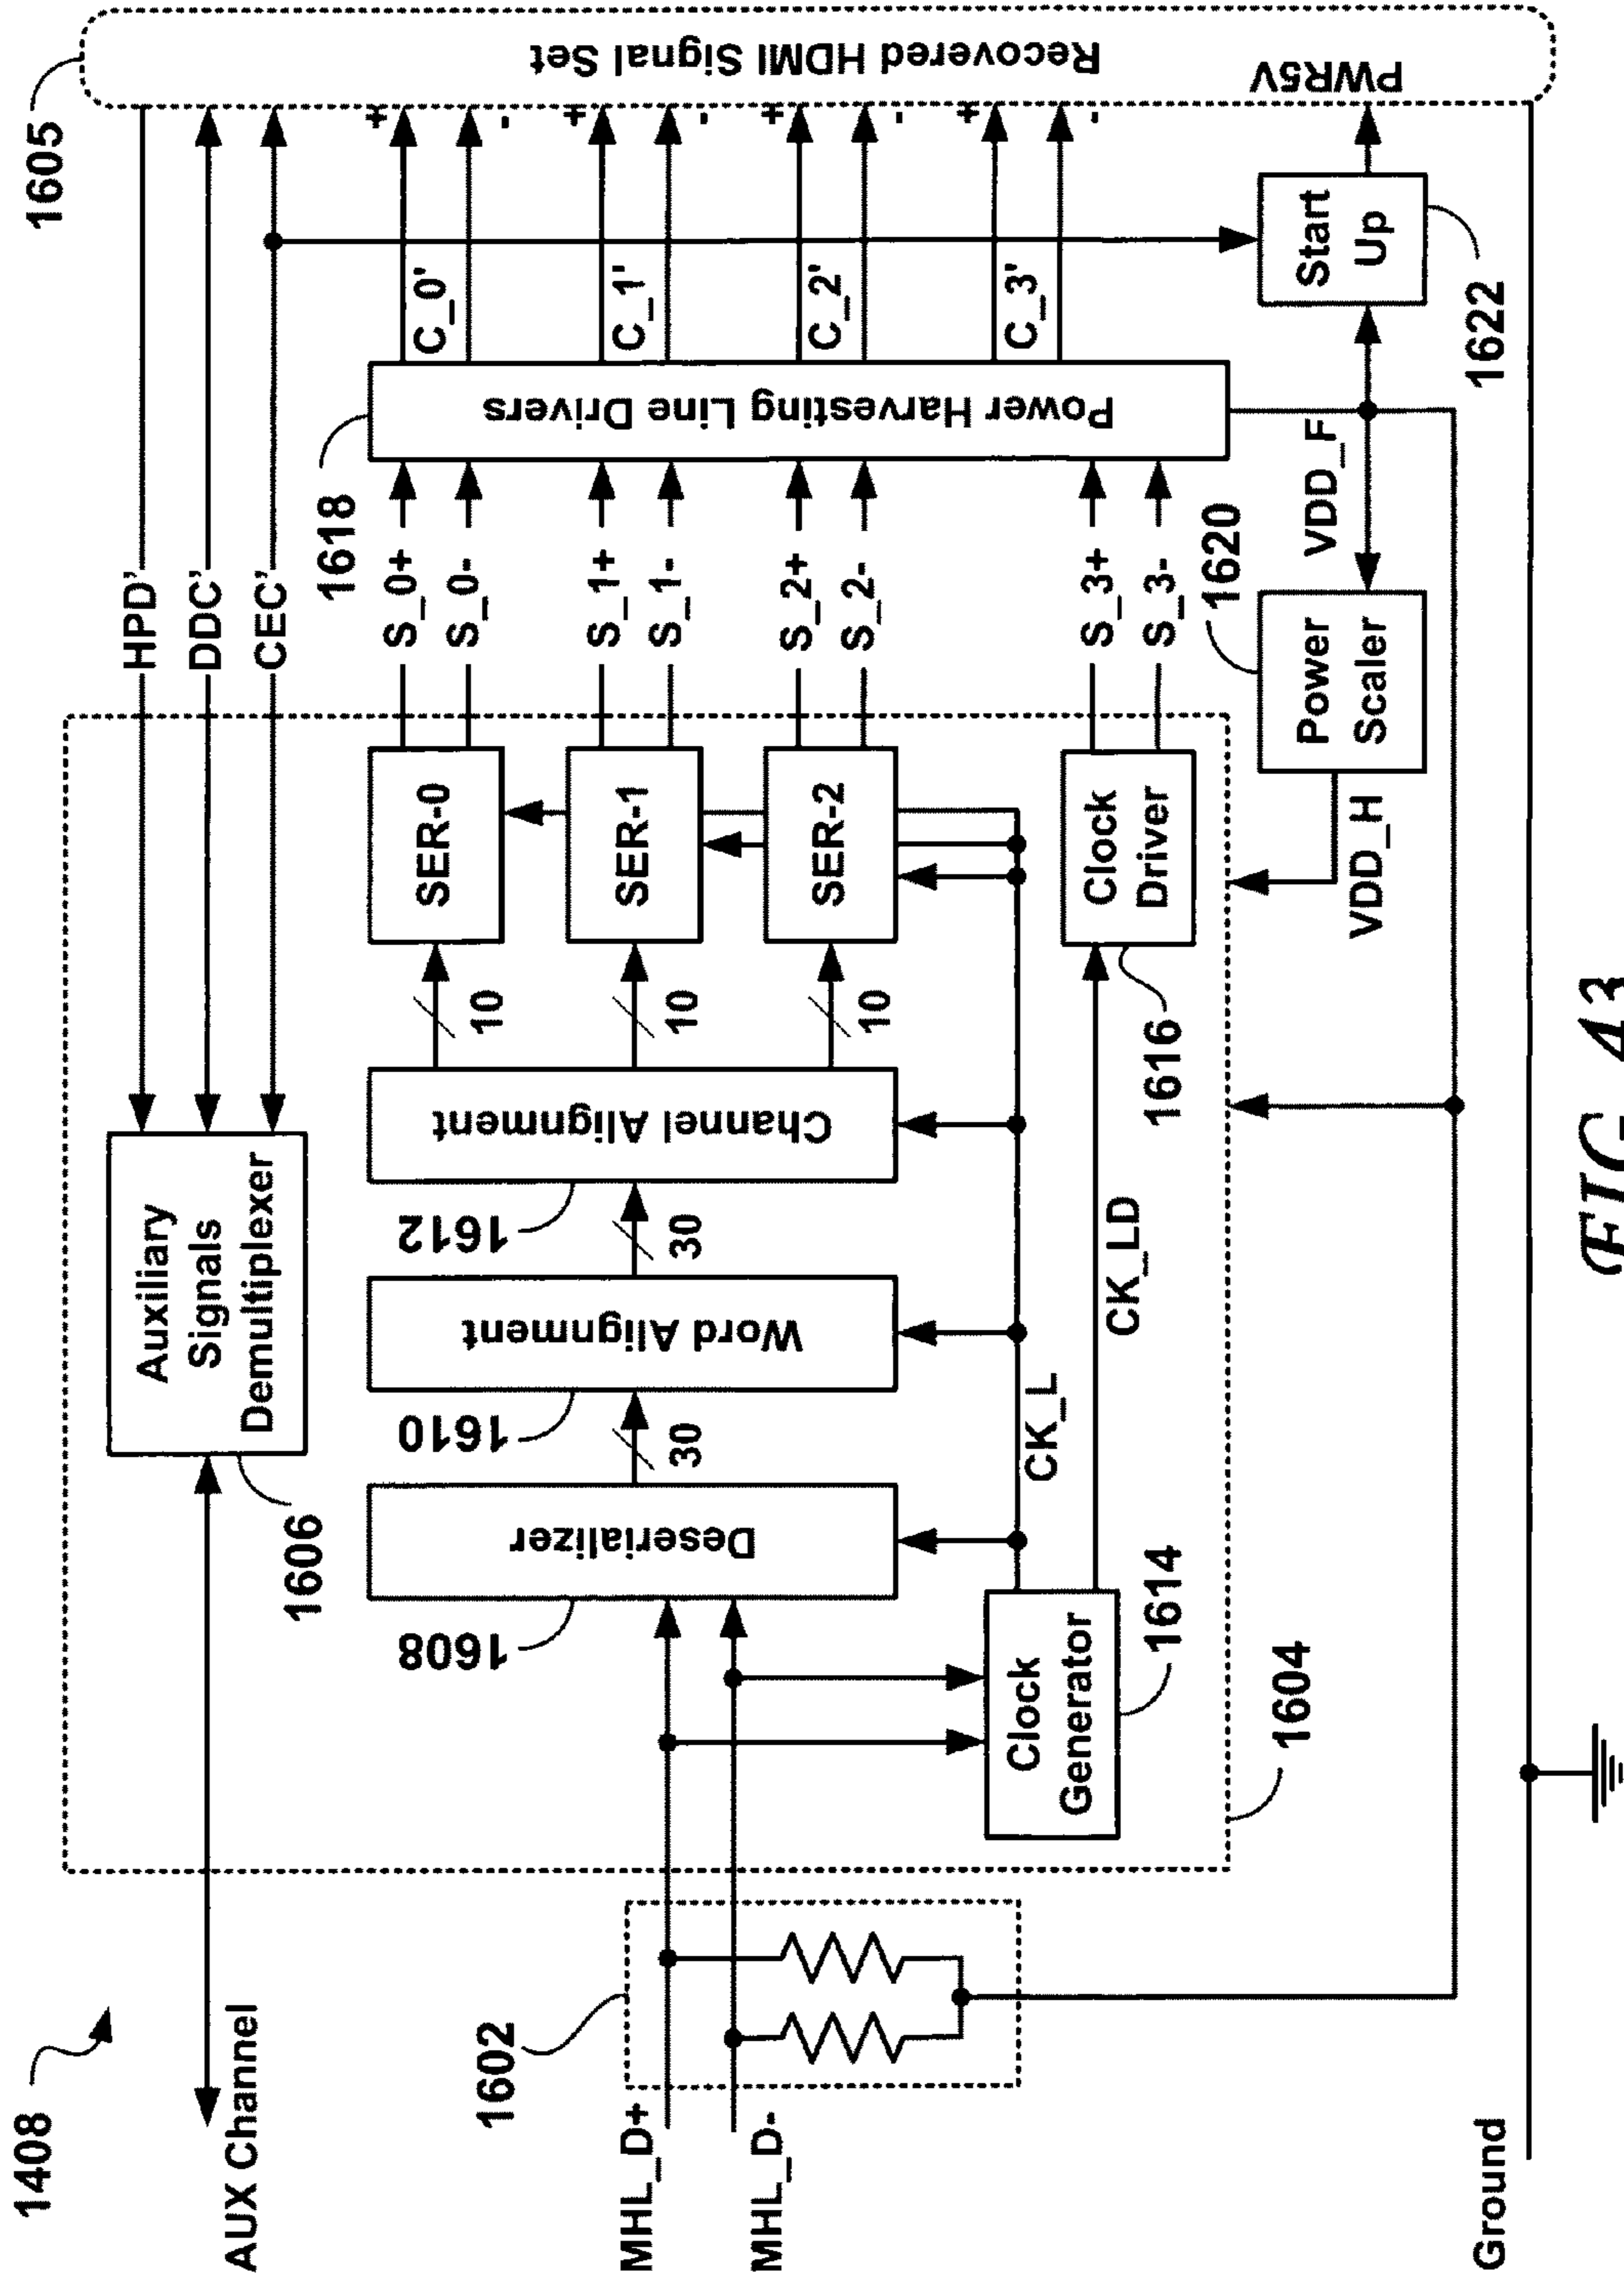 1408
AUX Channel
1606
Auxiliary
Signals
Demultiplexer
HPD'
DDC'
CEC'
1605
Recovered HDMI Signal Set
MHL_D+
MHL_D-
1602
1608
Deserializer
30
1610
Word Alignment
30
1612
Channel Alignment
10
10
10
SER-0
SER-1
SER-2
S_0+
S_0-
S_1+
S_1-
S_2+
S_2-
S_3+
S_3-
1618
Power Harvesting Line Drivers
C_0'
C_1'
C_2'
C_3'
+
-
+
-
+
-
+
-
Clock
Generator
1614
CK_L
CK_LD
1616
Clock
Driver
1604
VDD_H
Power
Scaler
1620
VDD_F
Start
Up
1622
PWR5V
Ground
FIG 43